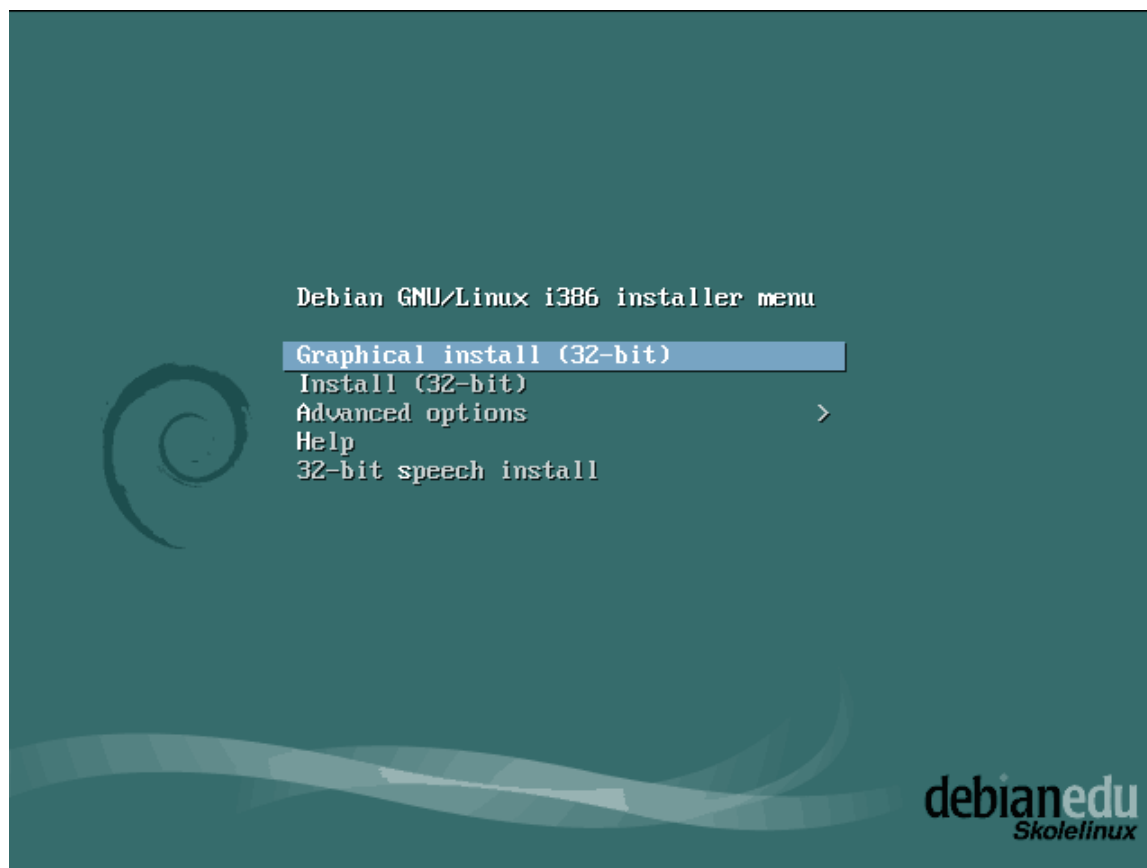 Debian GNU/Linux i386 installer menu
Graphical install (32-bit)
Install (32-bit)
Advanced options >
Help
32-bit speech install
debianedu
Skolelinux